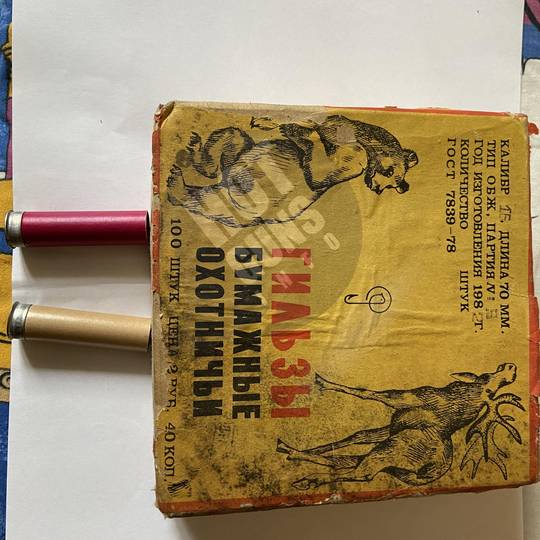 КАЛИБР ДЛИНА 70 ММ.
ТИП ОБЖ. ПАРТИЯ №
ГОД ИЗГОТОВЛЕНИЯ 198 г.
КОЛИЧЕСТВО ШТУК
ГОСТ 7839-78
ГИЛЬЗЫ
БУМАЖНЫЕ
ОХОТНИЧЬИ
100 ШТУК ЦЕНА 2 РУБ. 40 КОП.